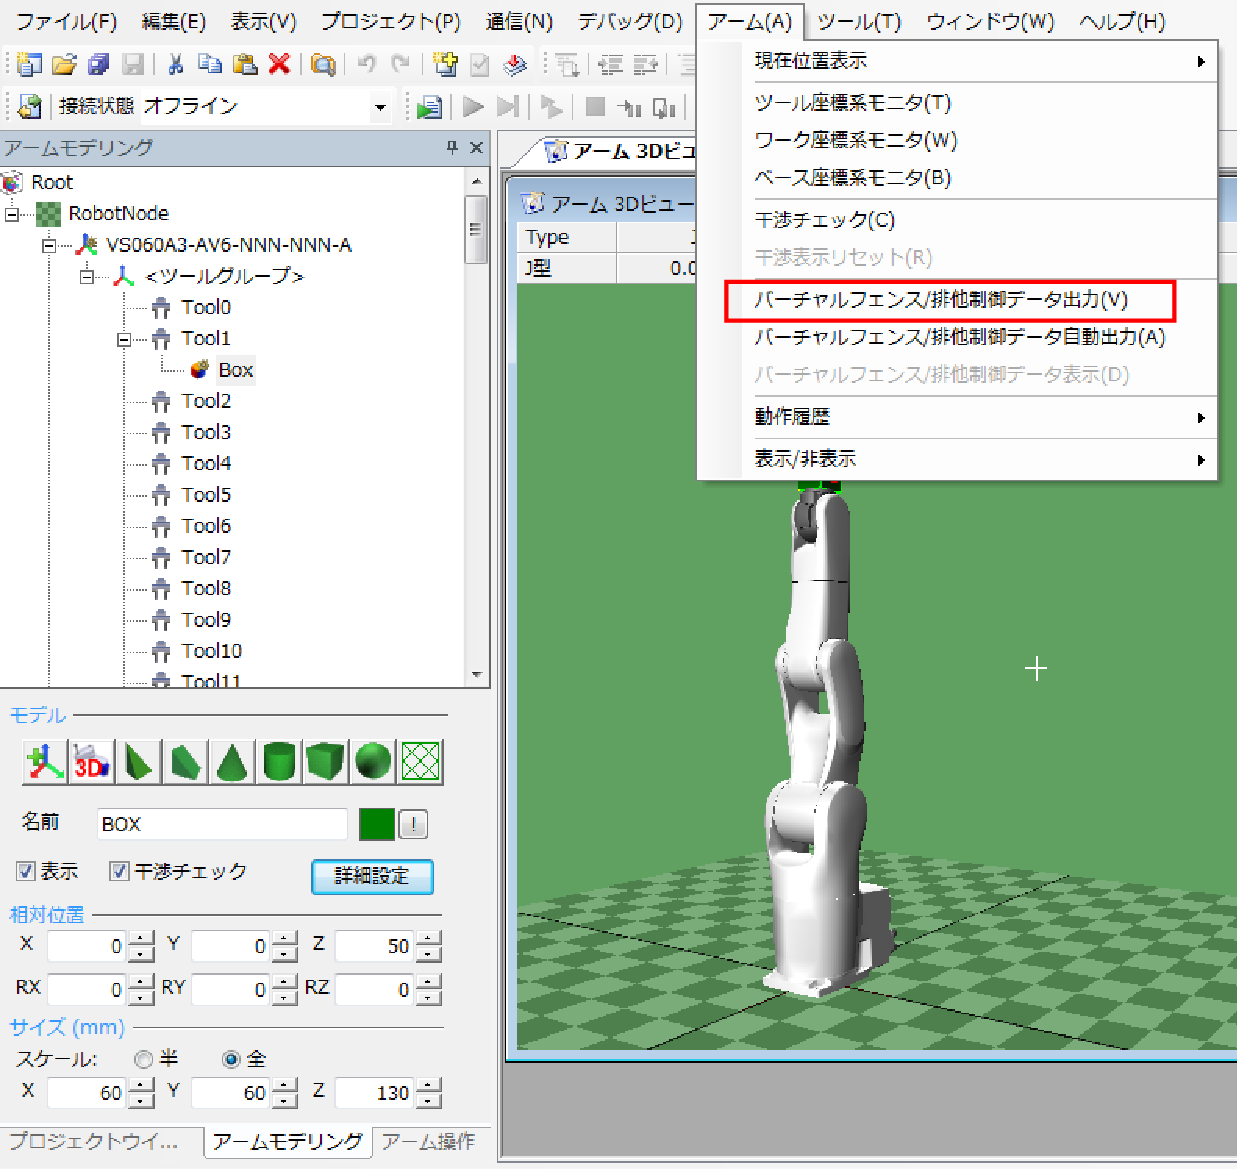 ファイル(F) 編集(E) 表示(V) プロジェクト(P) 通信(N) デバッグ(D) アーム(A) ツール(T) ウィンドウ(W) ヘルプ(H)
接続状態 オフライン
現在位置表示
ツール座標系モニタ(T)
ワーク座標系モニタ(W)
ベース座標系モニタ(B)
干渉チェック(C)
干渉表示リセット(R)
バーチャルフェンス/排他制御データ出力(V)
バーチャルフェンス/排他制御データ自動出力(A)
バーチャルフェンス/排他制御データ表示(D)
動作履歴
表示/非表示
アームモデリング
Root
RobotNode
VS060A3-AV6-NNN-NNN-A
<ツールグループ>
Tool0
Tool1
Box
Tool2
Tool3
Tool4
Tool5
Tool6
Tool7
Tool8
Tool9
Tool10
Tool11
アーム 3Dビュ
アーム 3Dビュー
Type
J型 0.0
モデル
3D
名前 BOX !
表示 干渉チェック 詳細設定
相対位置
X 0 Y 0 Z 50
RX 0 RY 0 RZ 0
サイズ (mm)
スケール: 半 全
X 60 Y 60 Z 130
プロジェクトウイ... アームモデリング アーム操作